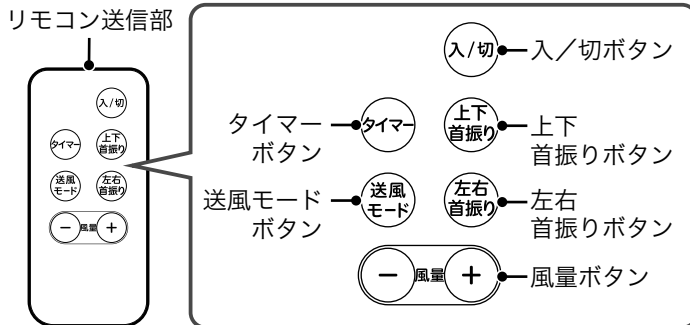 リモコン送信部
入/切
タイマー
上下
首振り
送風
モード
左右
首振り
− 風量 +
入/切
入／切ボタン
タイマー
ボタン
タイマー
上下
首振り
上下
首振りボタン
送風モード
ボタン
送風
モード
左右
首振り
左右
首振りボタン
− 風量 +
風量ボタン